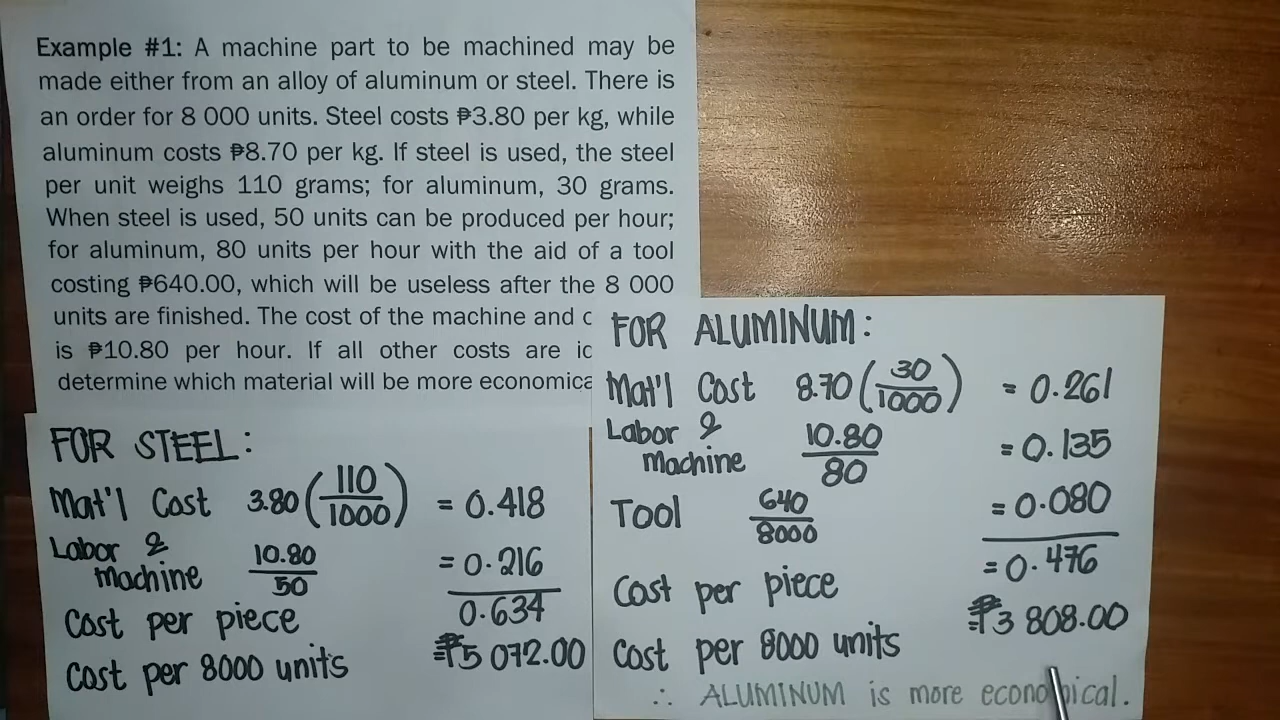 Example #1: A machine part to be machined may be
made either from an alloy of aluminum or steel. There is
an order for 8 000 units. Steel costs ₱3.80 per kg, while
aluminum costs ₱8.70 per kg. If steel is used, the steel
per unit weighs 110 grams; for aluminum, 30 grams.
When steel is used, 50 units can be produced per hour;
for aluminum, 80 units per hour with the aid of a tool
costing ₱640.00, which will be useless after the 8 000
units are finished. The cost of the machine and
is ₱10.80 per hour. If all other costs are
determine which material will be more
FOR STEEL:
Mat'l Cost 3.80 (110/1000) = 0.418
Labor & machine 10.80/50 = 0.216
Cost per piece 0.634
Cost per 8000 units =₱5 072.00
FOR ALUMINUM:
Mat'l Cost 8.70 (30/1000) = 0.261
Labor & machine 10.80/80 = 0.135
Tool 640/8000 = 0.080
Cost per piece = 0.476
Cost per 8000 units =₱3 808.00
∴ ALUMINUM is more economical.